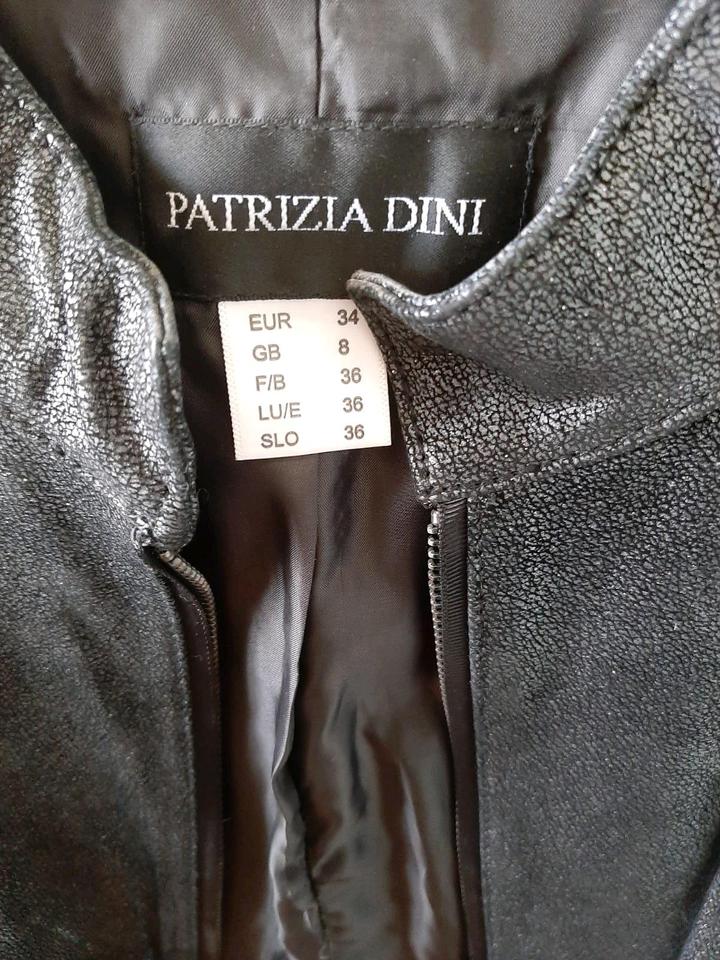 PATRIZIA DINI
EUR 34
GB 8
F/B 36
LU/E 36
SLO 36